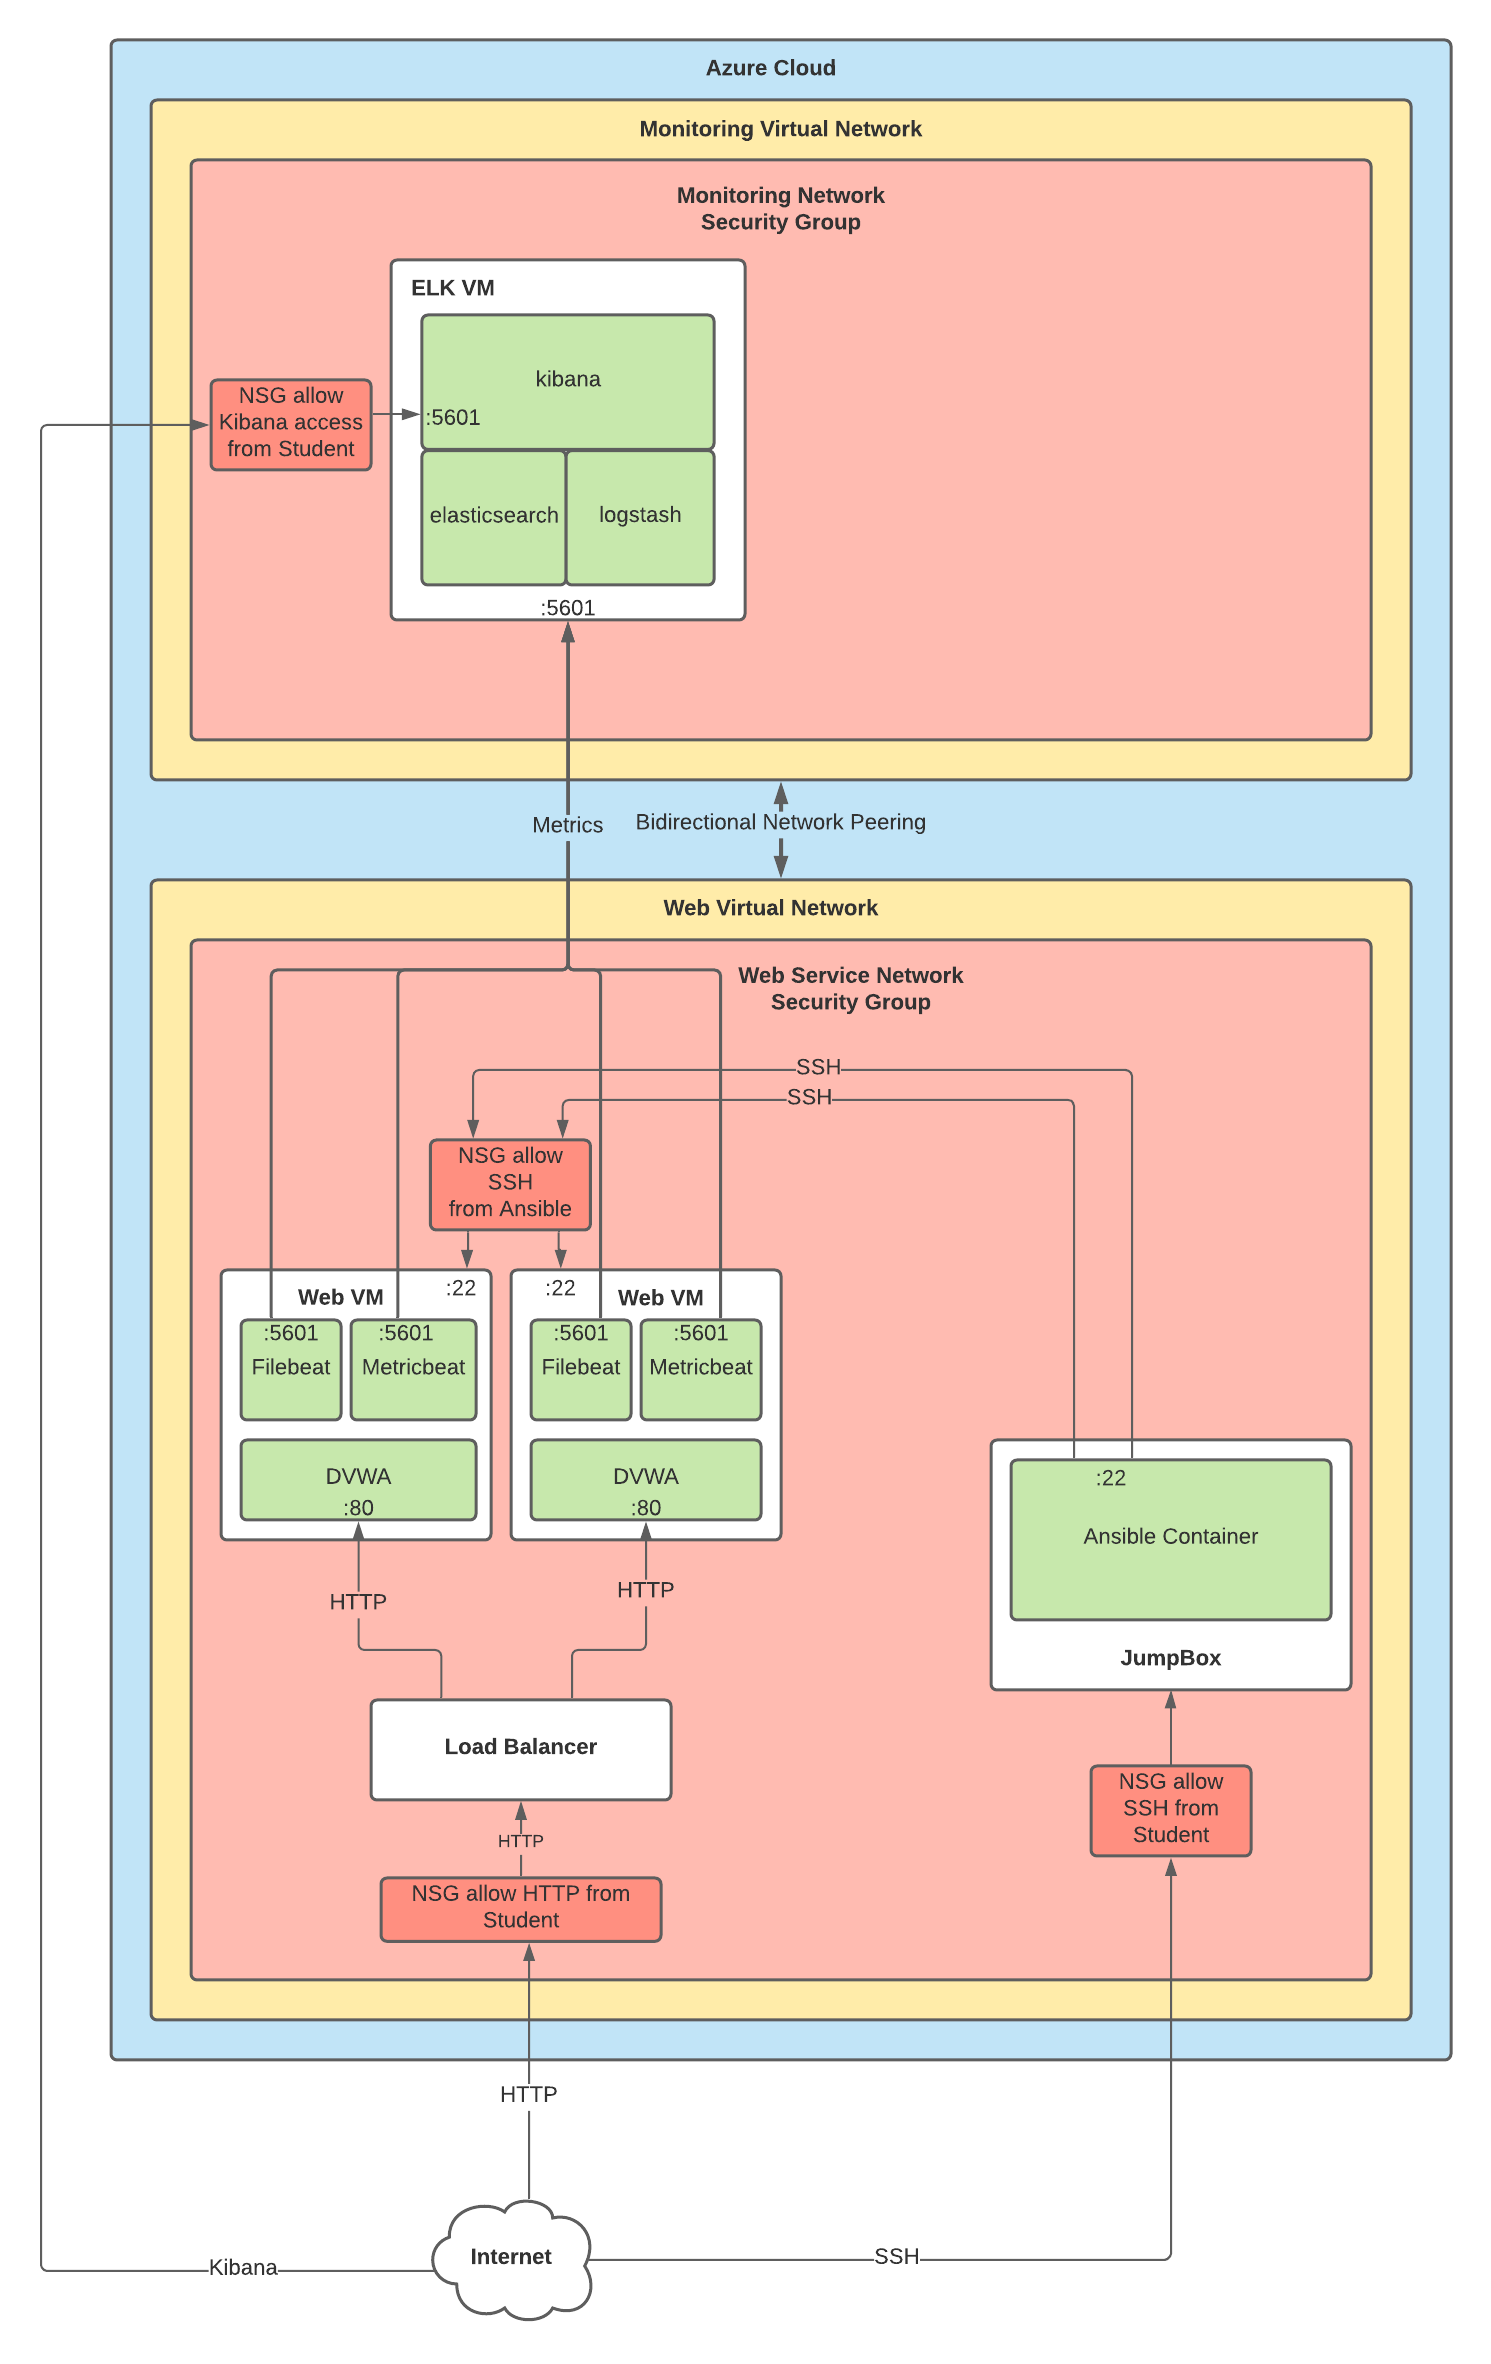 Azure Cloud
Monitoring Virtual Network
Monitoring Network
Security Group
ELK VM
kibana
:5601
NSG allow
Kibana access
from Student
elasticsearch
logstash
:5601
Metrics
Bidirectional Network Peering
Web Virtual Network
Web Service Network
Security Group
SSH
SSH
NSG allow
SSH
from Ansible
Web VM
:22
:5601
Filebeat
:5601
Metricbeat
DVWA
:80
:22
Web VM
:5601
Filebeat
:5601
Metricbeat
DVWA
:80
:22
Ansible Container
JumpBox
HTTP
HTTP
Load Balancer
HTTP
NSG allow HTTP from
Student
NSG allow
SSH from
Student
HTTP
Internet
Kibana
SSH